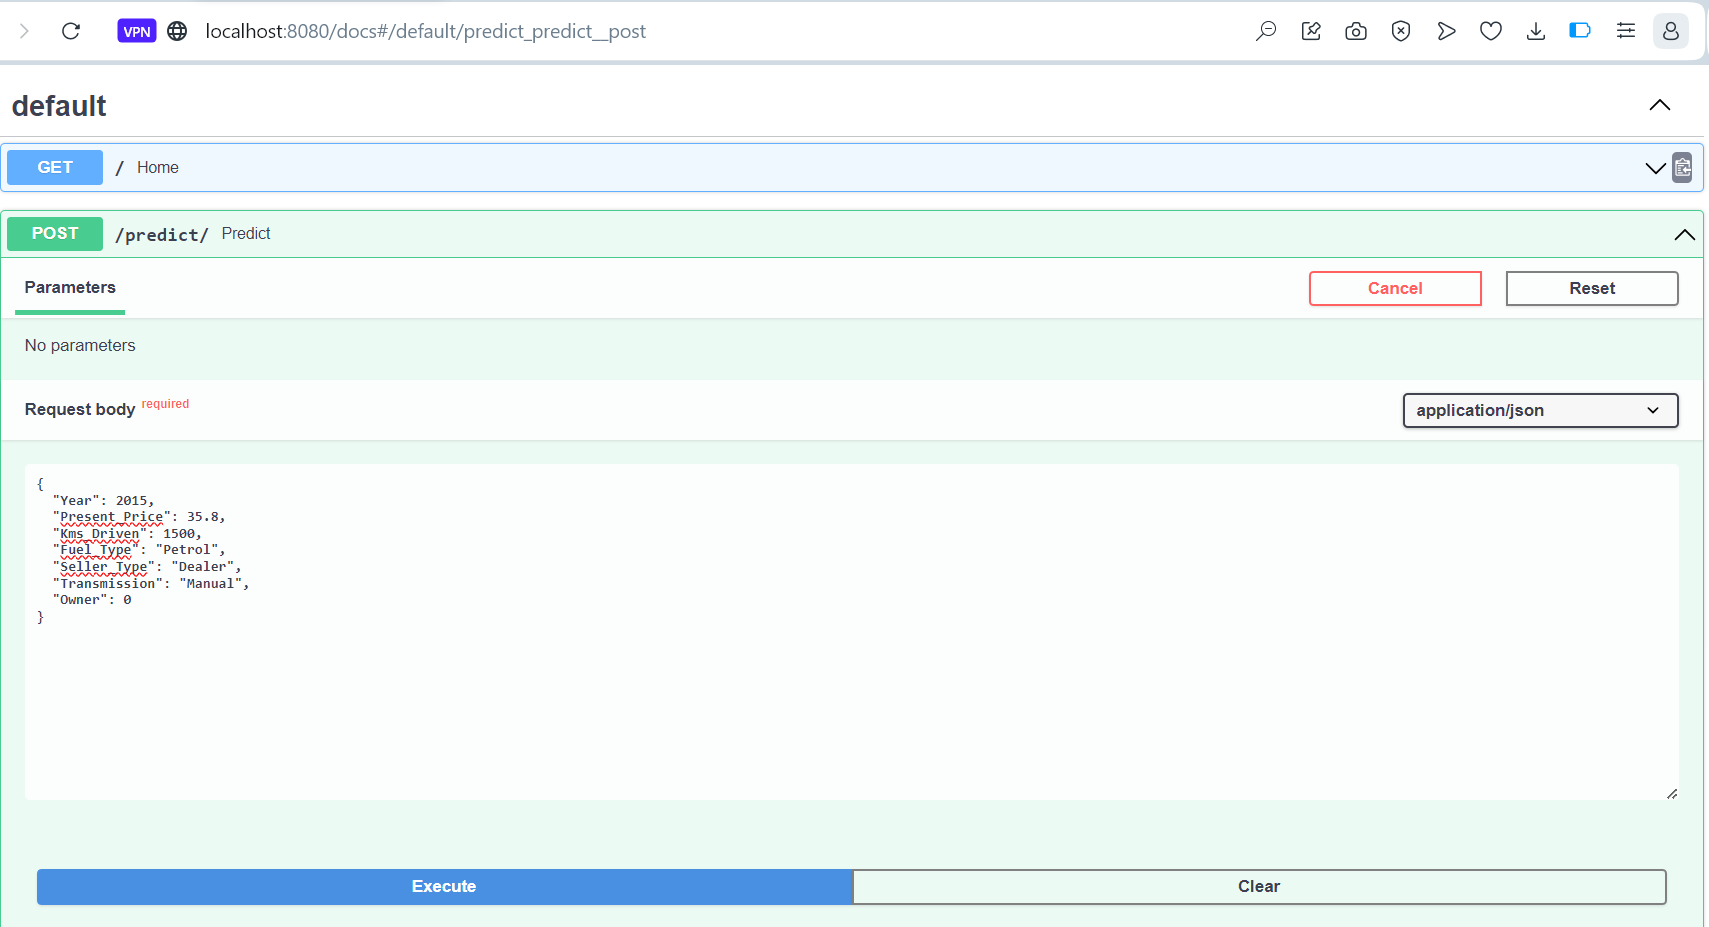 VPN localhost:8080/docs#/default/predict_predict__post
default
GET / Home
POST /predict/ Predict
Parameters Cancel Reset
No parameters
Request body required application/json
{
  "Year": 2015,
  "Present_Price": 35.8,
  "Kms_Driven": 1500,
  "Fuel_Type": "Petrol",
  "Seller_Type": "Dealer",
  "Transmission": "Manual",
  "Owner": 0
}
Execute Clear